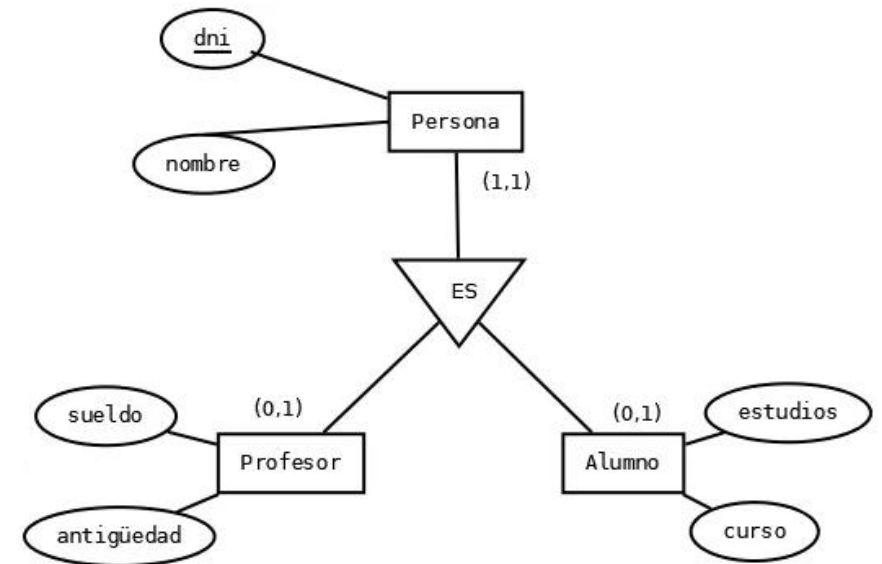 dni
Persona
nombre
(1,1)
ES
sueldo
(0,1)
(0,1)
estudios
Profesor
Alumno
antigüedad
curso